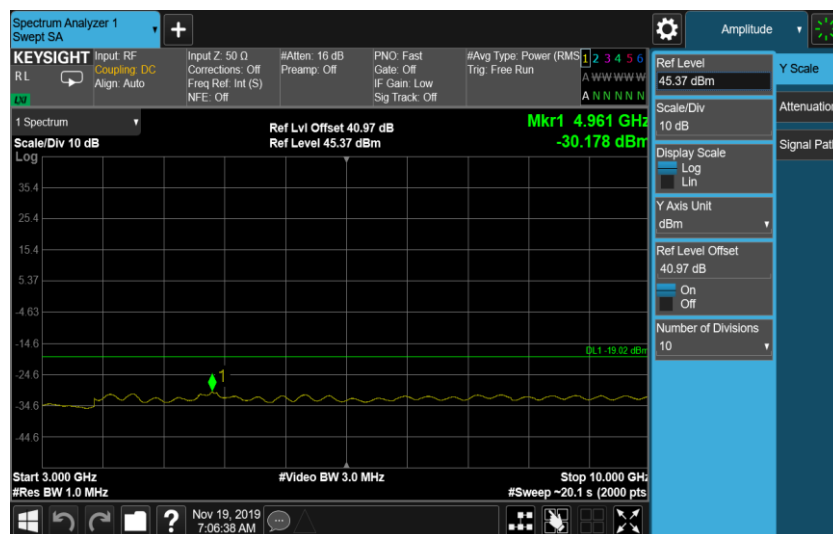 Spectrum Analyzer 1
Swept SA
+
Amplitude
KEYSIGHT
RL
LXI
Input: RF
Coupling: DC
Align: Auto
Input Z: 50 Ω
Corrections: Off
Freq Ref: Int (S)
NFE: Off
#Atten: 16 dB
Preamp: Off
PNO: Fast
Gate: Off
IF Gain: Low
Sig Track: Off
#Avg Type: Power (RMS
Trig: Free Run
1 2 3 4 5 6
A W W W W W
A N N N N N
1 Spectrum
Scale/Div 10 dB
Log
Ref Lvl Offset 40.97 dB
Ref Level 45.37 dBm
Mkr1 4.961 GHz
-30.178 dBm
35.4
25.4
15.4
5.37
-4.63
-14.6
-24.6
-34.6
-44.6
DL1 -19.02 dBm
1
Start 3.000 GHz
#Res BW 1.0 MHz
#Video BW 3.0 MHz
Stop 10.000 GHz
#Sweep ~20.1 s (2000 pts
Ref Level
45.37 dBm
Scale/Div
10 dB
Display Scale
Log
Lin
Y Axis Unit
dBm
Ref Level Offset
40.97 dB
On
Off
Number of Divisions
10
Y Scale
Attenuation
Signal Path
?
Nov 19, 2019
7:06:38 AM